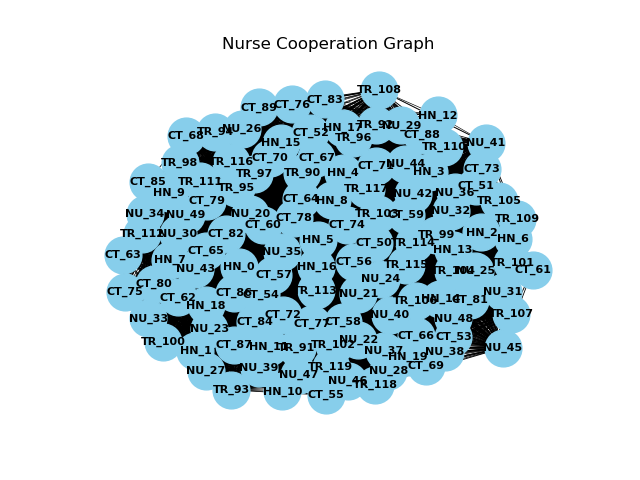 Nurse Cooperation Graph
TR_108
CT_83
CT_76
CT_89
HN_12
NU_26
TR_94
CT_68
HN_17
TR_92
NU_29
CT_52
TR_96
CT_88
HN_15
NU_41
TR_110
CT_70
CT_67
TR_98
TR_116
NU_44
CT_73
HN_3
TR_97
TR_90
HN_4
CT_85
TR_111
CT_51
HN_9
TR_95
TR_117
NU_42
NU_36
CT_79
CT_64
HN_8
TR_105
NU_34
NU_49
NU_20
CT_78
TR_103
CT_59
NU_32
TR_109
CT_60
CT_74
TR_112
NU_30
CT_82
TR_99
HN_2
HN_6
HN_5
CT_50
TR_114
CT_63
CT_65
NU_35
HN_13
HN_7
NU_43
HN_0
HN_16
CT_56
TR_115
NU_25
TR_101
CT_61
CT_57
NU_24
CT_80
CT_75
CT_62
CT_54
TR_113
NU_21
CT_81
NU_31
HN_18
NU_33
CT_84
CT_72
CT_77
CT_58
NU_40
NU_48
TR_107
NU_23
TR_100
HN_11
CT_87
TR_91
TR_102
NU_22
CT_66
CT_53
NU_45
NU_37
HN_19
NU_38
NU_27
NU_39
NU_47
TR_119
NU_28
CT_69
TR_93
HN_10
CT_55
NU_46
TR_118